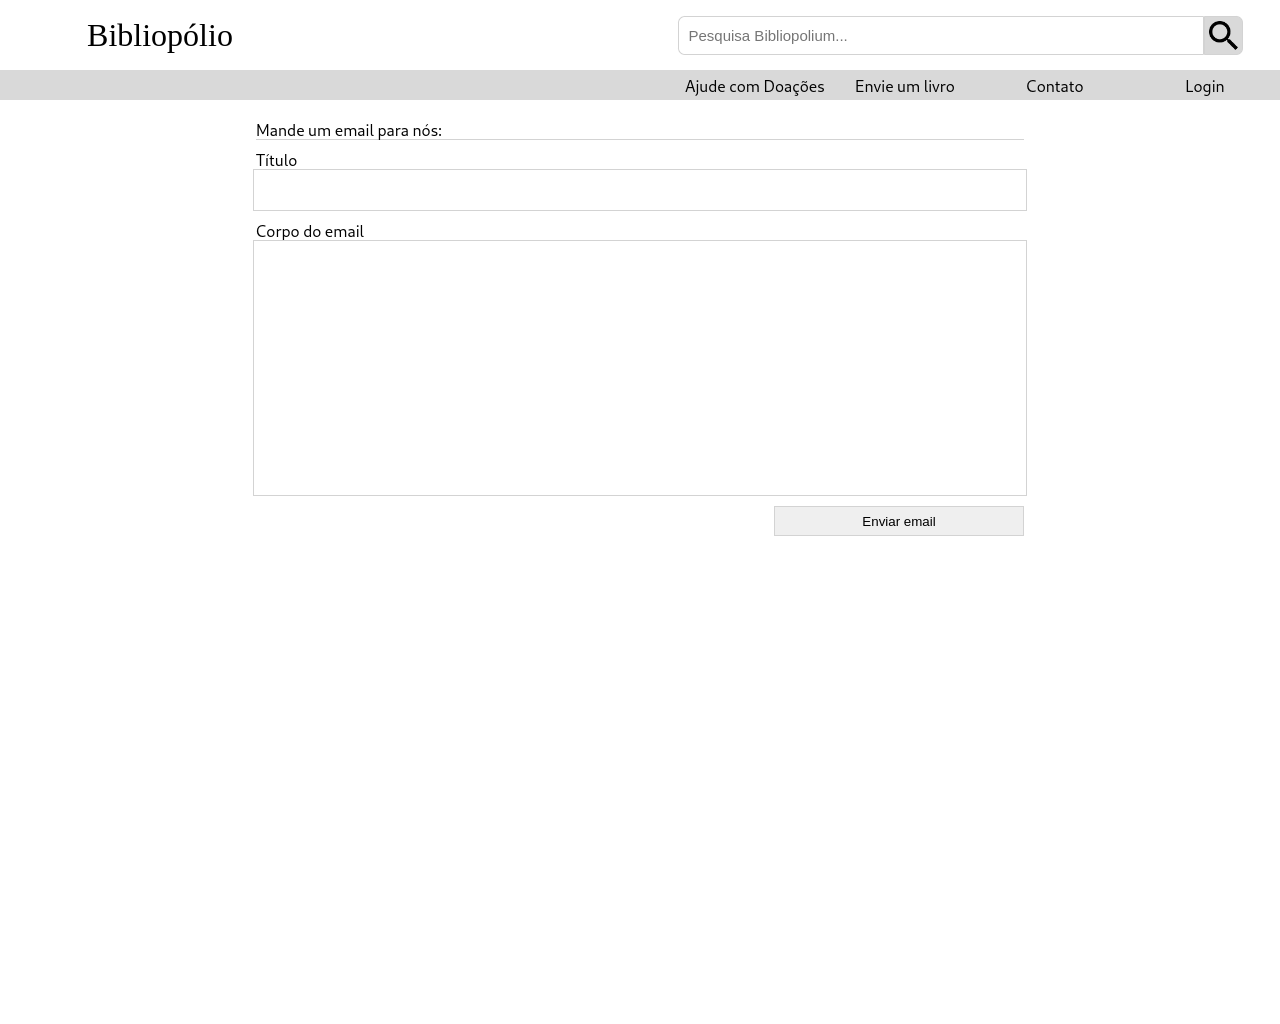 Bibliopólio
Pesquisa Bibliopolium...
Ajude com Doações
Envie um livro
Contato
Login
Mande um email para nós:
Título
Corpo do email
Enviar email